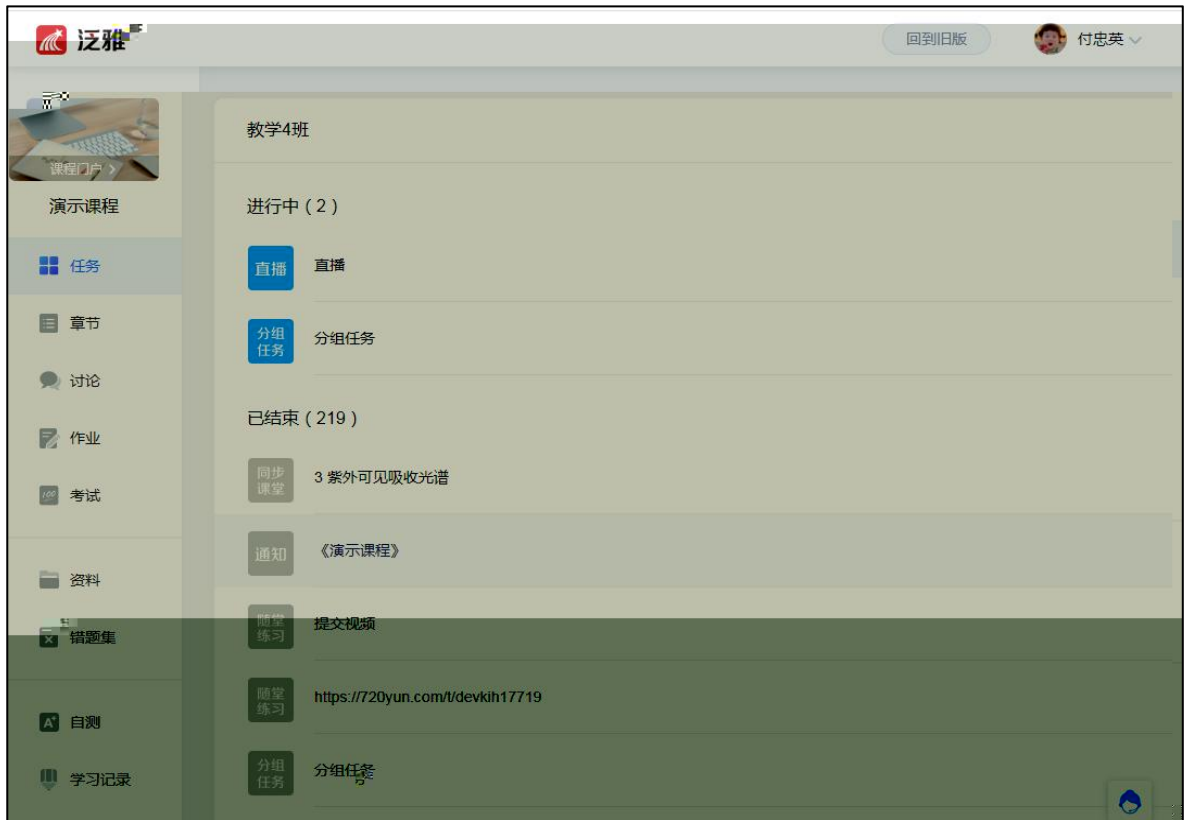 泛雅
回到旧版
付忠英
课程门户 >
演示课程
任务
章节
讨论
作业
考试
资料
错题集
自测
学习记录
教学4班
进行中（2）
直播
直播
分组
任务
分组任务
已结束（219）
同步
课堂
3 紫外可见吸收光谱
通知
《演示课程》
随堂
练习
提交视频
随堂
练习
https://720yun.com/t/devkih17719
分组
任务
分组任务